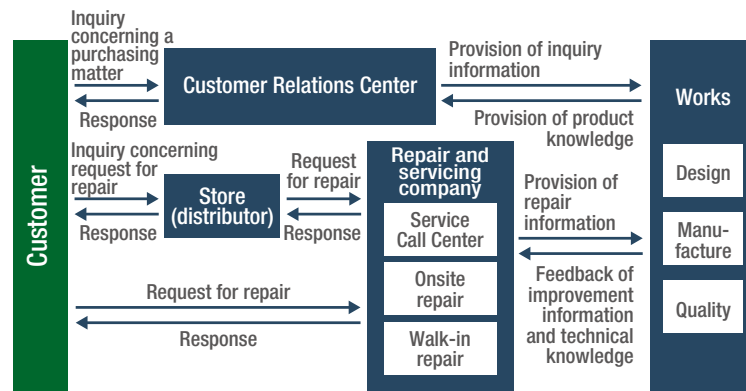 Customer
Inquiry
concerning a
purchasing
matter
Response
Customer Relations Center
Provision of inquiry
information
Provision of product
knowledge
Works
Design
Manu-
facture
Quality
Inquiry concerning
request for
repair
Response
Store
(distributor)
Request
for repair
Response
Repair and
servicing
company
Service
Call Center
Onsite
repair
Walk-in
repair
Provision of
repair
information
Feedback of
improvement
information
and technical
knowledge
Request for repair
Response